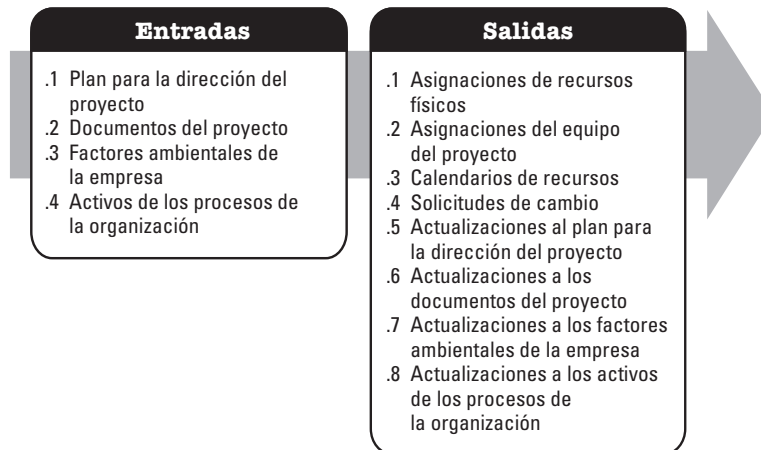 Entradas
.1 Plan para la dirección del
proyecto
.2 Documentos del proyecto
.3 Factores ambientales de
la empresa
.4 Activos de los procesos de
la organización
Salidas
.1 Asignaciones de recursos
físicos
.2 Asignaciones del equipo
del proyecto
.3 Calendarios de recursos
.4 Solicitudes de cambio
.5 Actualizaciones al plan para
la dirección del proyecto
.6 Actualizaciones a los
documentos del proyecto
.7 Actualizaciones a los factores
ambientales de la empresa
.8 Actualizaciones a los activos
de los procesos de
la organización